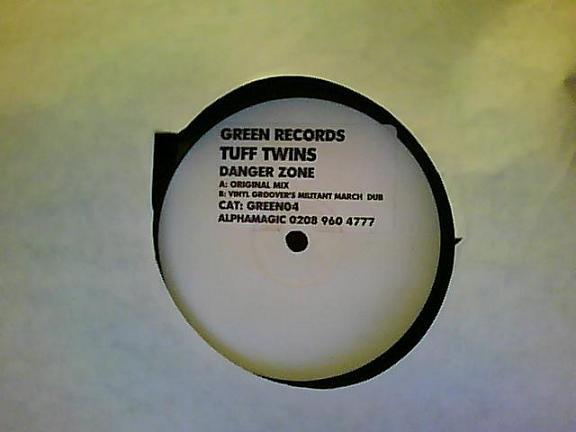 GREEN RECORDS
TUFF TWINS
DANGER ZONE
A: ORIGINAL MIX
B: VINYL GROOVER'S MILITANT MARCH DUB
CAT: GREEN04
ALPHAMAGIC 0208 960 4777